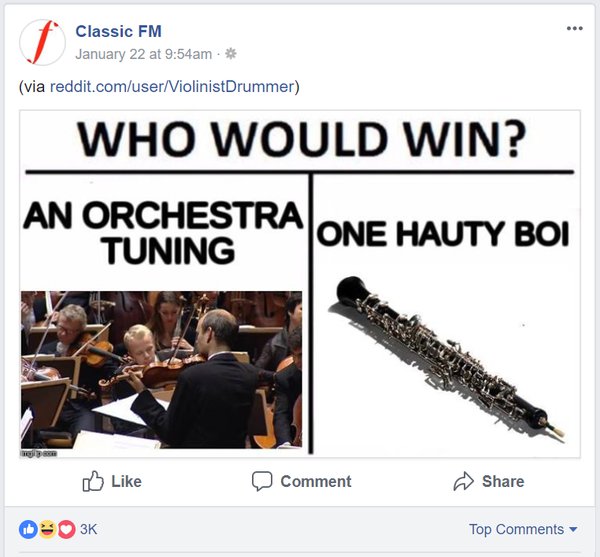 Classic FM
January 22 at 9:54am ·
(via reddit.com/user/ViolinistDrummer)
WHO WOULD WIN?
AN ORCHESTRA
TUNING
ONE HAUTY BOI
imgflip.com
Like
Comment
Share
3K
Top Comments